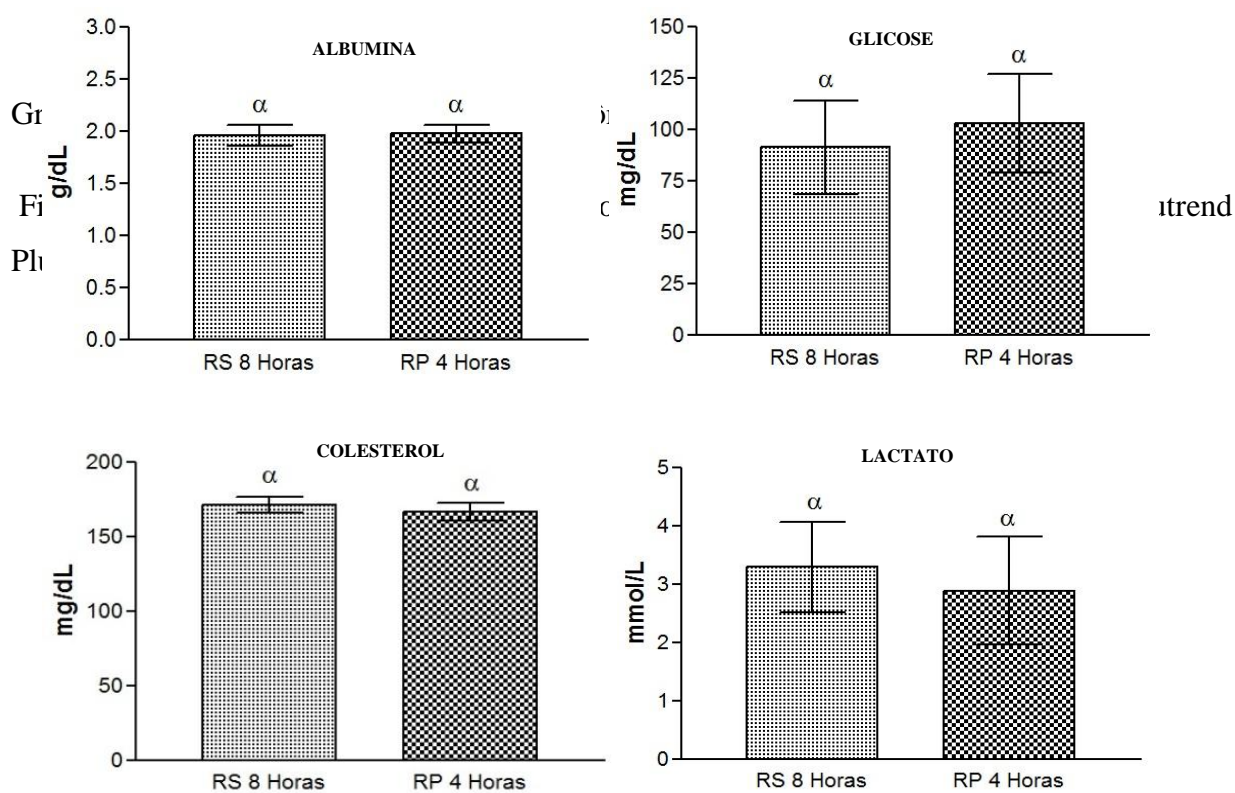 3.0
ALBUMINA
2.5
α α
2.0
1.5
1.0
0.5
0.0
g/dL
RS 8 Horas RP 4 Horas
150
GLICOSE
125
α α
100
75
50
25
0
mg/dL
RS 8 Horas RP 4 Horas
200
COLESTEROL
α α
150
100
50
0
mg/dL
RS 8 Horas RP 4 Horas
5
LACTATO
α α
4
3
2
1
0
mmol/L
RS 8 Horas RP 4 Horas